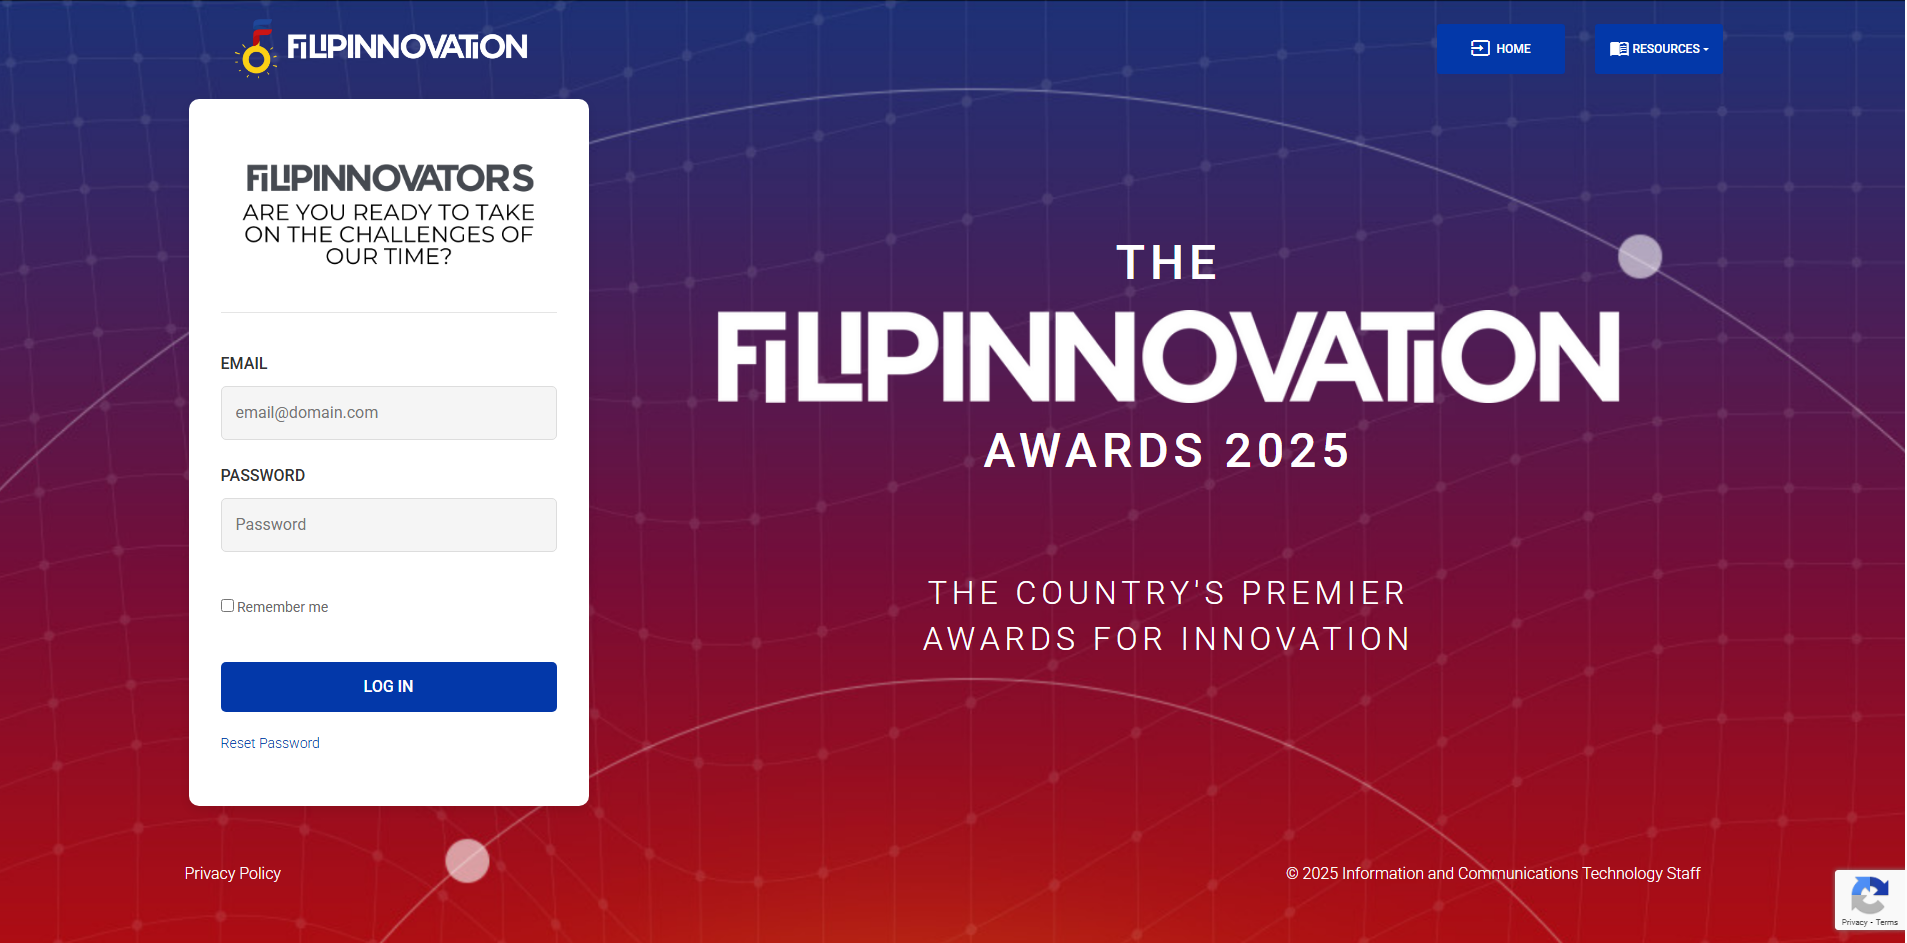 FILIPINNOVATION
HOME
RESOURCES
FILIPINNOVATORS
ARE YOU READY TO TAKE
ON THE CHALLENGES OF
OUR TIME?
EMAIL
email@domain.com
PASSWORD
Password
Remember me
LOG IN
Reset Password
THE
FILIPINNOVATION
AWARDS 2025
THE COUNTRY'S PREMIER
AWARDS FOR INNOVATION
Privacy Policy
© 2025 Information and Communications Technology Staff
Privacy - Terms